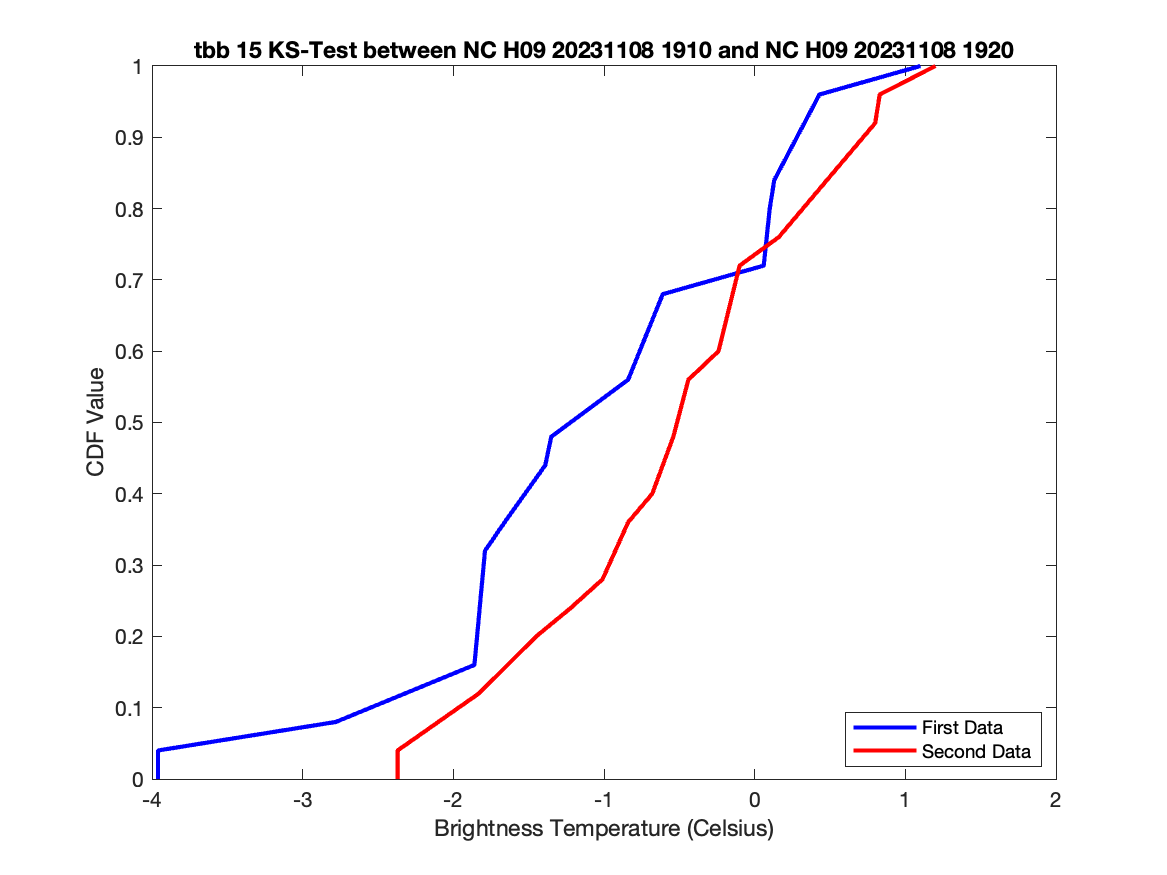 tbb 15 KS-Test between NC H09 20231108 1910 and NC H09 20231108 1920
1
0.9
0.8
0.7
0.6
0.5
0.4
0.3
0.2
0.1
0
CDF Value
First Data
Second Data
-4 -3 -2 -1 0 1 2
Brightness Temperature (Celsius)